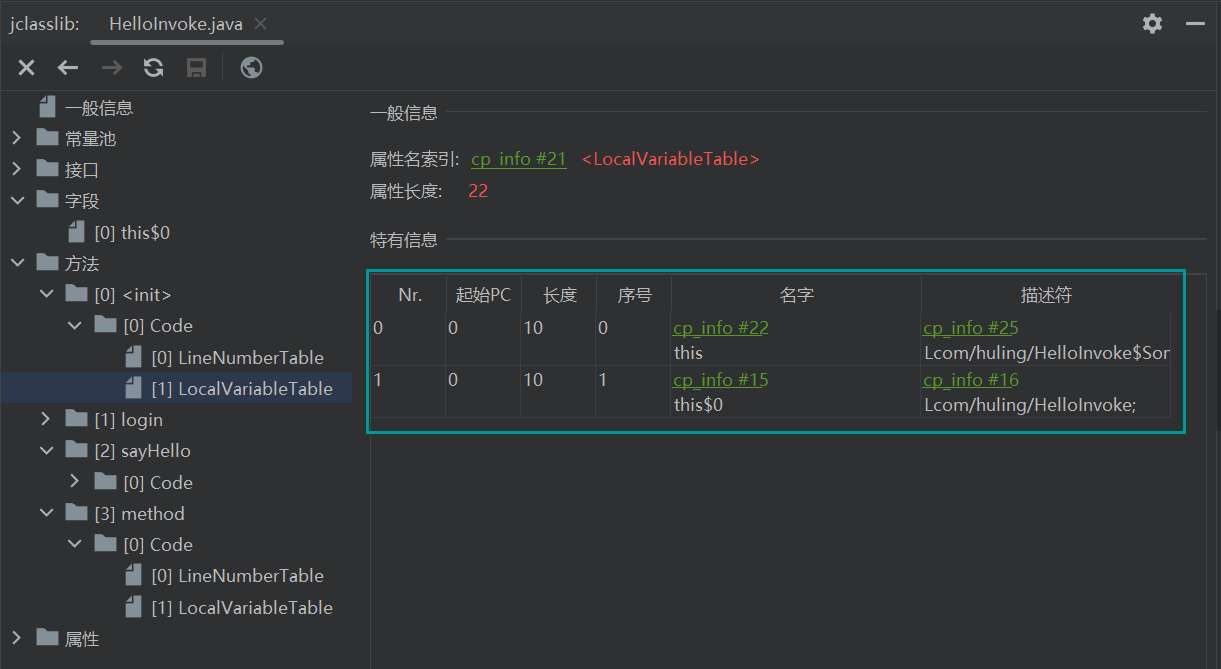 jclasslib: HelloInvoke.java
一般信息
常量池
接口
字段
[0] this$0
方法
[0] <init>
[0] Code
[0] LineNumberTable
[1] LocalVariableTable
[1] login
[2] sayHello
[0] Code
[3] method
[0] Code
[0] LineNumberTable
[1] LocalVariableTable
属性
一般信息
属性名索引: cp_info #21 <LocalVariableTable>
属性长度: 22
特有信息
Nr. 起始PC 长度 序号 名字 描述符
0 0 10 0 cp_info #22 cp_info #25
this Lcom/huling/HelloInvoke$Sor
1 0 10 1 cp_info #15 cp_info #16
this$0 Lcom/huling/HelloInvoke;